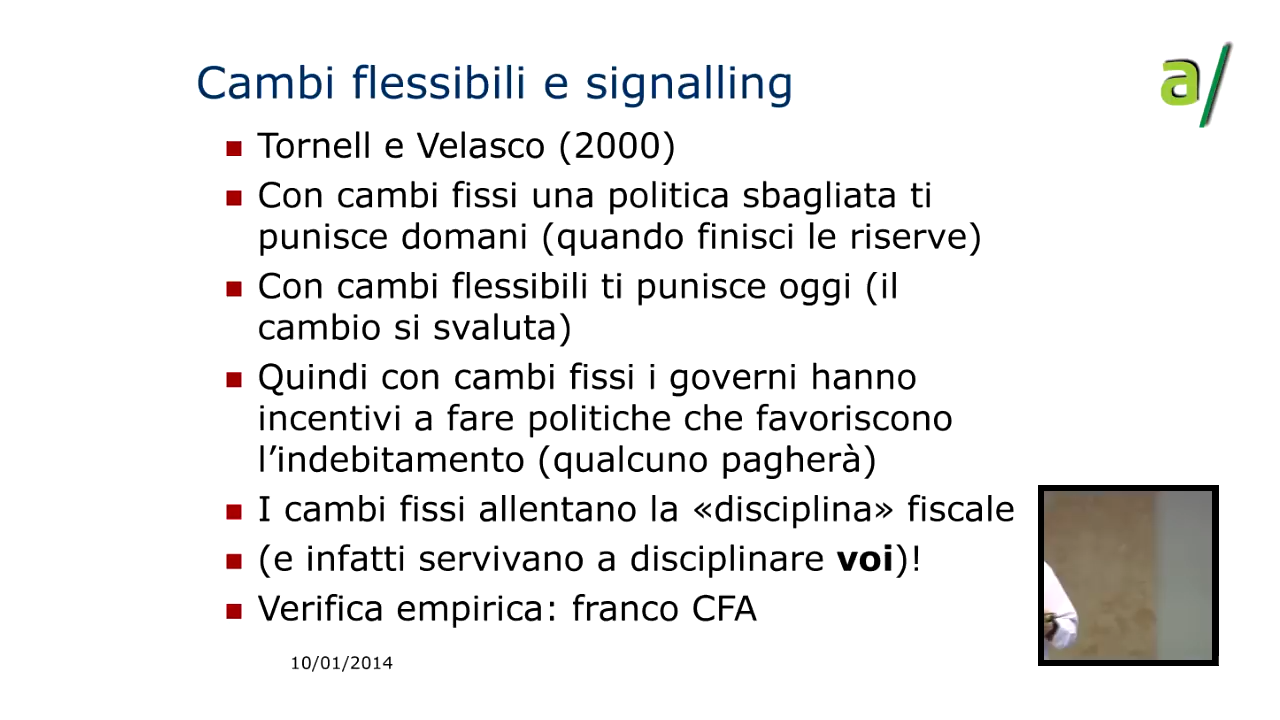 Cambi flessibili e signalling
a/
Tornell e Velasco (2000)
Con cambi fissi una politica sbagliata ti
punisce domani (quando finisci le riserve)
Con cambi flessibili ti punisce oggi (il
cambio si svaluta)
Quindi con cambi fissi i governi hanno
incentivi a fare politiche che favoriscono
l’indebitamento (qualcuno pagherà)
I cambi fissi allentano la «disciplina» fiscale
(e infatti servivano a disciplinare voi)!
Verifica empirica: franco CFA
10/01/2014